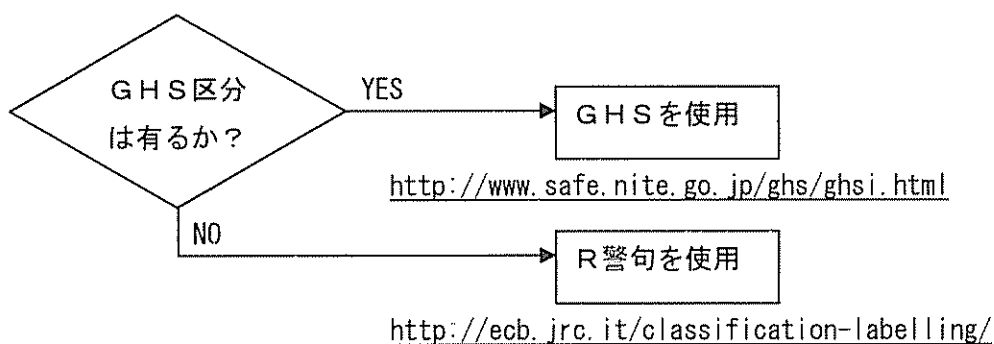 GHS区分
は有るか?
YES
GHSを使用
http://www.safe.nite.go.jp/ghs/ghsi.html
NO
R警句を使用
http://ecb.jrc.it/classification-labelling/